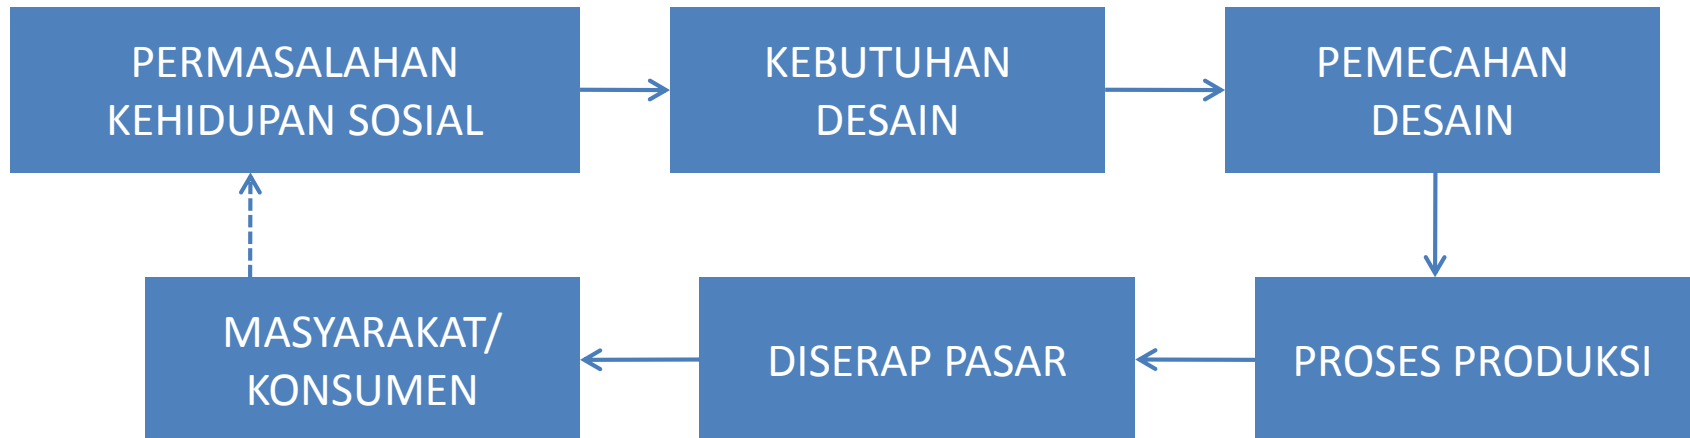 PERMASALAHAN
KEHIDUPAN SOSIAL
KEBUTUHAN
DESAIN
PEMECAHAN
DESAIN
MASYARAKAT/
KONSUMEN
DISERAP PASAR
PROSES PRODUKSI